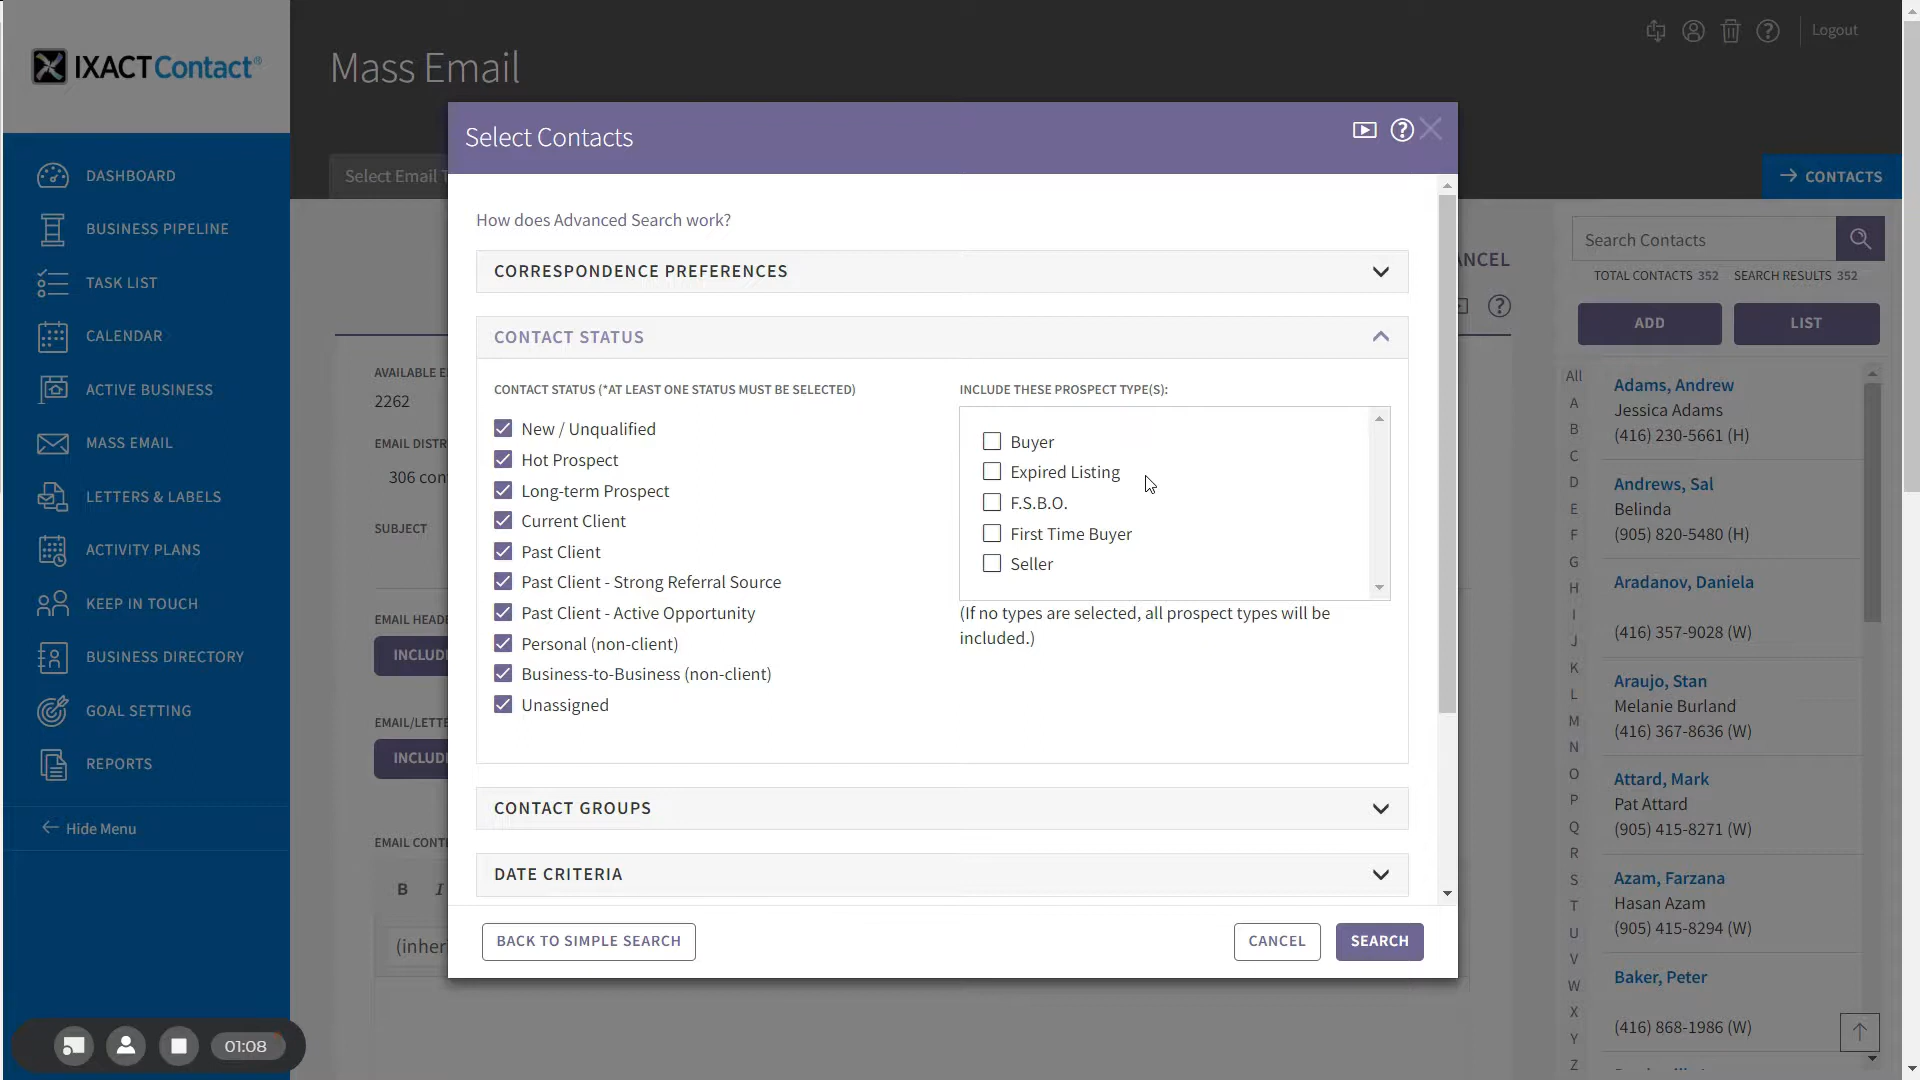 IXACTContact®
Mass Email
Logout
DASHBOARD
BUSINESS PIPELINE
TASK LIST
CALENDAR
ACTIVE BUSINESS
MASS EMAIL
LETTERS & LABELS
ACTIVITY PLANS
KEEP IN TOUCH
BUSINESS DIRECTORY
GOAL SETTING
REPORTS
Hide Menu
01:08
Select Email T
AVAILABLE E
2262
EMAIL DISTR
306 con
SUBJECT
EMAIL HEADE
INCLUD
EMAIL/LETTE
INCLUD
EMAIL CONT
B I
(inher
Select Contacts
How does Advanced Search work?
CORRESPONDENCE PREFERENCES
CONTACT STATUS
CONTACT STATUS (*AT LEAST ONE STATUS MUST BE SELECTED)
New / Unqualified
Hot Prospect
Long-term Prospect
Current Client
Past Client
Past Client - Strong Referral Source
Past Client - Active Opportunity
Personal (non-client)
Business-to-Business (non-client)
Unassigned
INCLUDE THESE PROSPECT TYPE(S):
Buyer
Expired Listing
F.S.B.O.
First Time Buyer
Seller
(If no types are selected, all prospect types will be
included.)
CONTACT GROUPS
DATE CRITERIA
BACK TO SIMPLE SEARCH
CANCEL
SEARCH
ANCEL
CONTACTS
Search Contacts
TOTAL CONTACTS 352 SEARCH RESULTS 352
ADD
LIST
All
A
B
C
D
E
F
G
H
I
J
K
L
M
N
O
P
Q
R
S
T
U
V
W
X
Y
Z
Adams, Andrew
Jessica Adams
(416) 230-5661 (H)
Andrews, Sal
Belinda
(905) 820-5480 (H)
Aradanov, Daniela
(416) 357-9028 (W)
Araujo, Stan
Melanie Burland
(416) 367-8636 (W)
Attard, Mark
Pat Attard
(905) 415-8271 (W)
Azam, Farzana
Hasan Azam
(905) 415-8294 (W)
Baker, Peter
(416) 868-1986 (W)